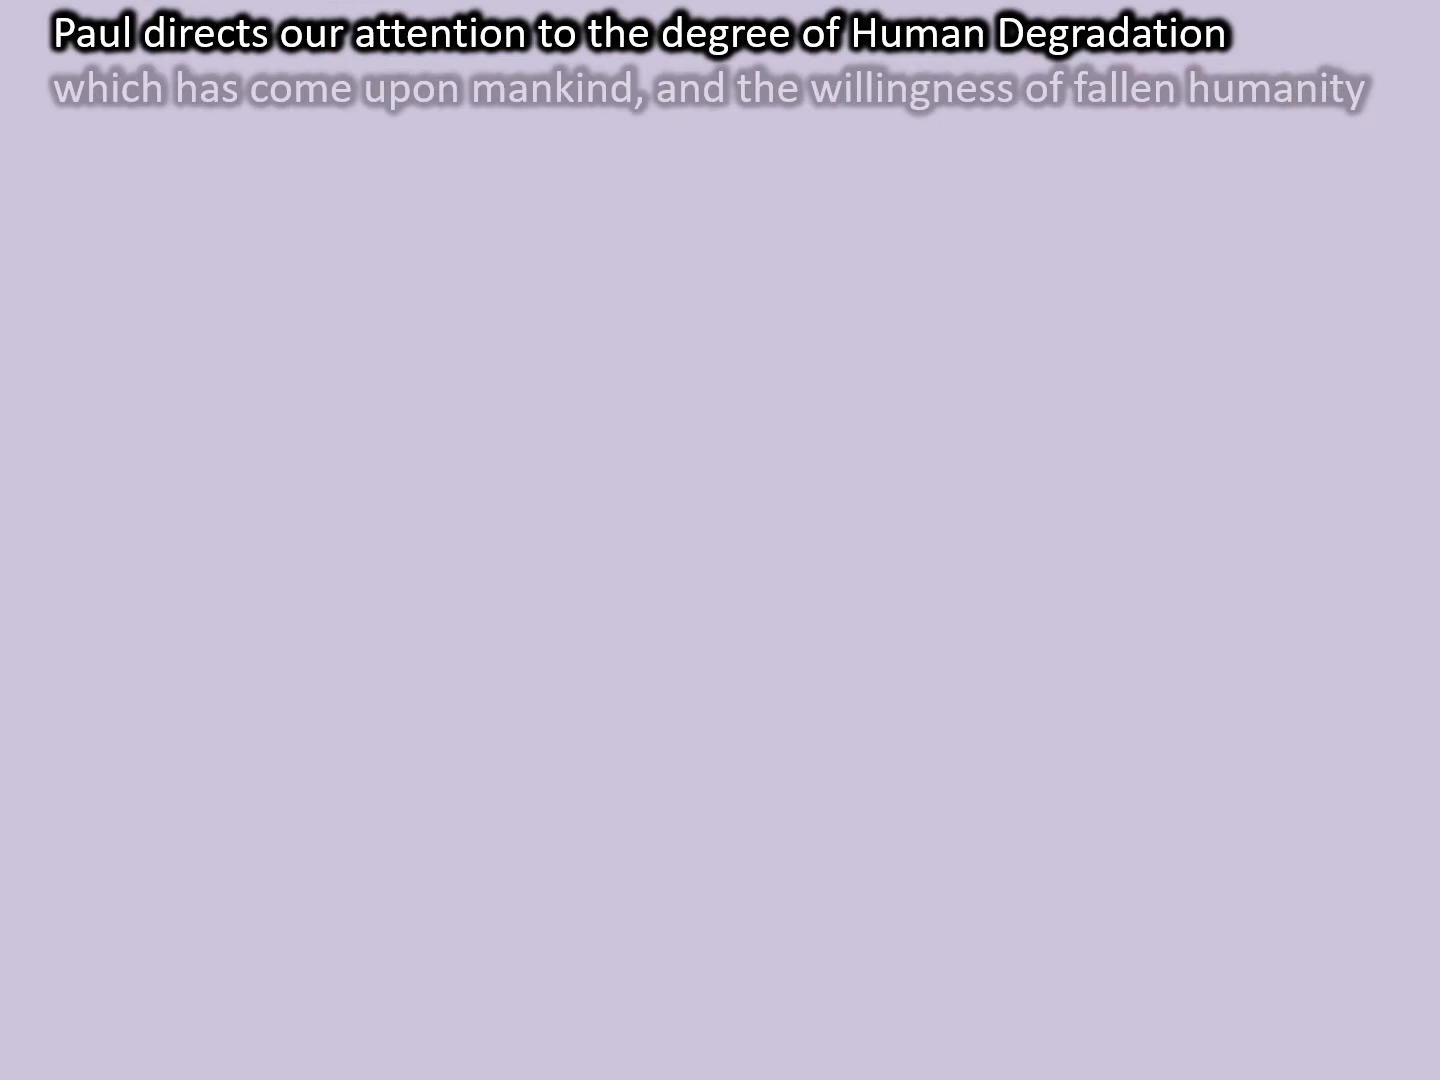 Paul directs our attention to the degree of Human Degradation
which has come upon mankind, and the willingness of fallen humanity